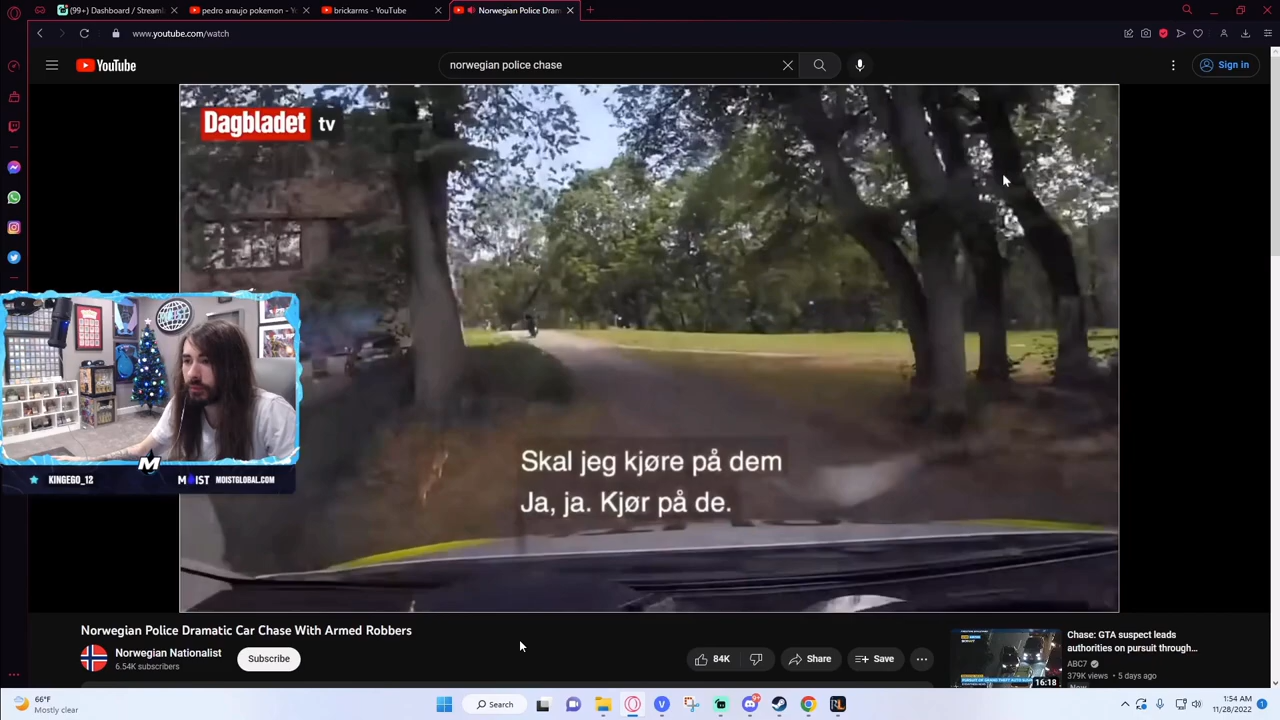 (99+) Dashboard / Streaml
pedro araujo pokemon - Yo
brickarms - YouTube
Norwegian Police Dram
www.youtube.com/watch
YouTube
norwegian police chase
Sign in
Dagbladet tv
Skal jeg kjøre på dem
Ja, ja. Kjør på de.
KINGEGO_12
M
MOIST
MOISTGLOBAL.COM
Norwegian Police Dramatic Car Chase With Armed Robbers
Norwegian Nationalist
6.54K subscribers
Subscribe
84K
Share
Save
Chase: GTA suspect leads
authorities on pursuit through...
ABC7
379K views • 5 days ago
New
16:18
66°F
Mostly clear
Search
1:54 AM
11/28/2022